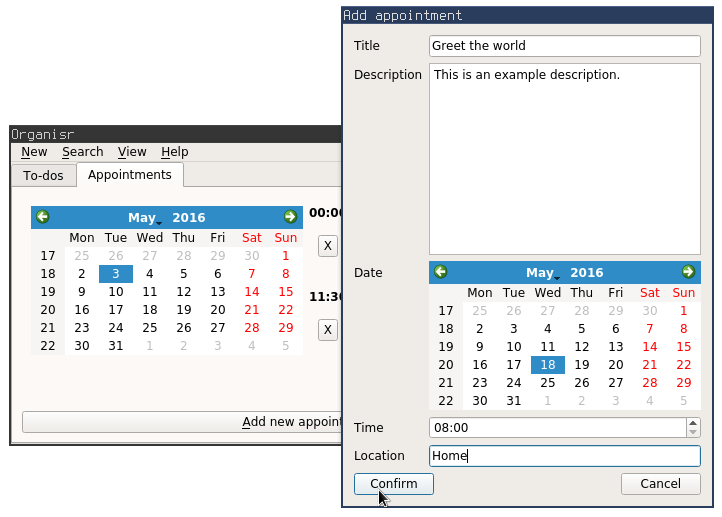 Organisr
New Search View Help
To-dos Appointments
May 2016
Mon Tue Wed Thu Fri Sat Sun
17 25 26 27 28 29 30 1
18 2 3 4 5 6 7 8
19 9 10 11 12 13 14 15
20 16 17 18 19 20 21 22
21 23 24 25 26 27 28 29
22 30 31 1 2 3 4 5
00:00
X
11:30
X
Add new appoint
Add appointment
Title Greet the world
Description This is an example description.
Date
May 2016
Mon Tue Wed Thu Fri Sat Sun
17 25 26 27 28 29 30 1
18 2 3 4 5 6 7 8
19 9 10 11 12 13 14 15
20 16 17 18 19 20 21 22
21 23 24 25 26 27 28 29
22 30 31 1 2 3 4 5
Time 08:00
Location Home
Confirm Cancel